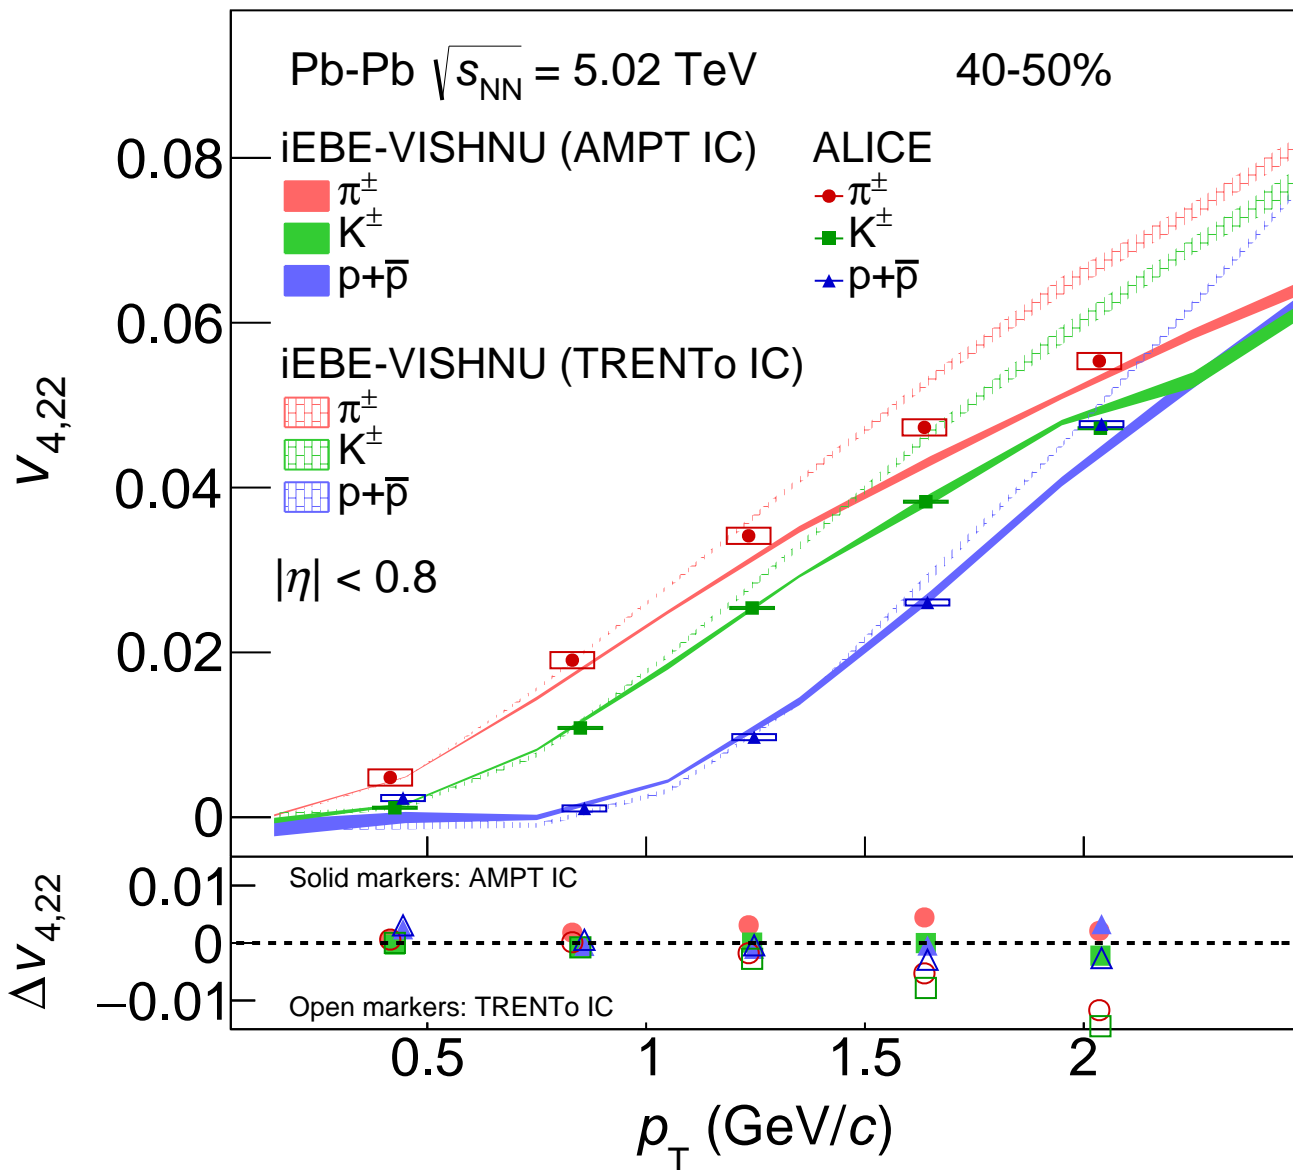 Pb-Pb √s_NN = 5.02 TeV 40-50%
iEBE-VISHNU (AMPT IC) ALICE
π± π±
K± K±
p+p̅ p+p̅
iEBE-VISHNU (TRENTo IC)
π±
K±
p+p̅
|η| < 0.8
v4,22
0.08
0.06
0.04
0.02
0
Δv4,22
0.01
0
−0.01
Solid markers: AMPT IC
Open markers: TRENTo IC
0.5 1 1.5 2
p_T (GeV/c)